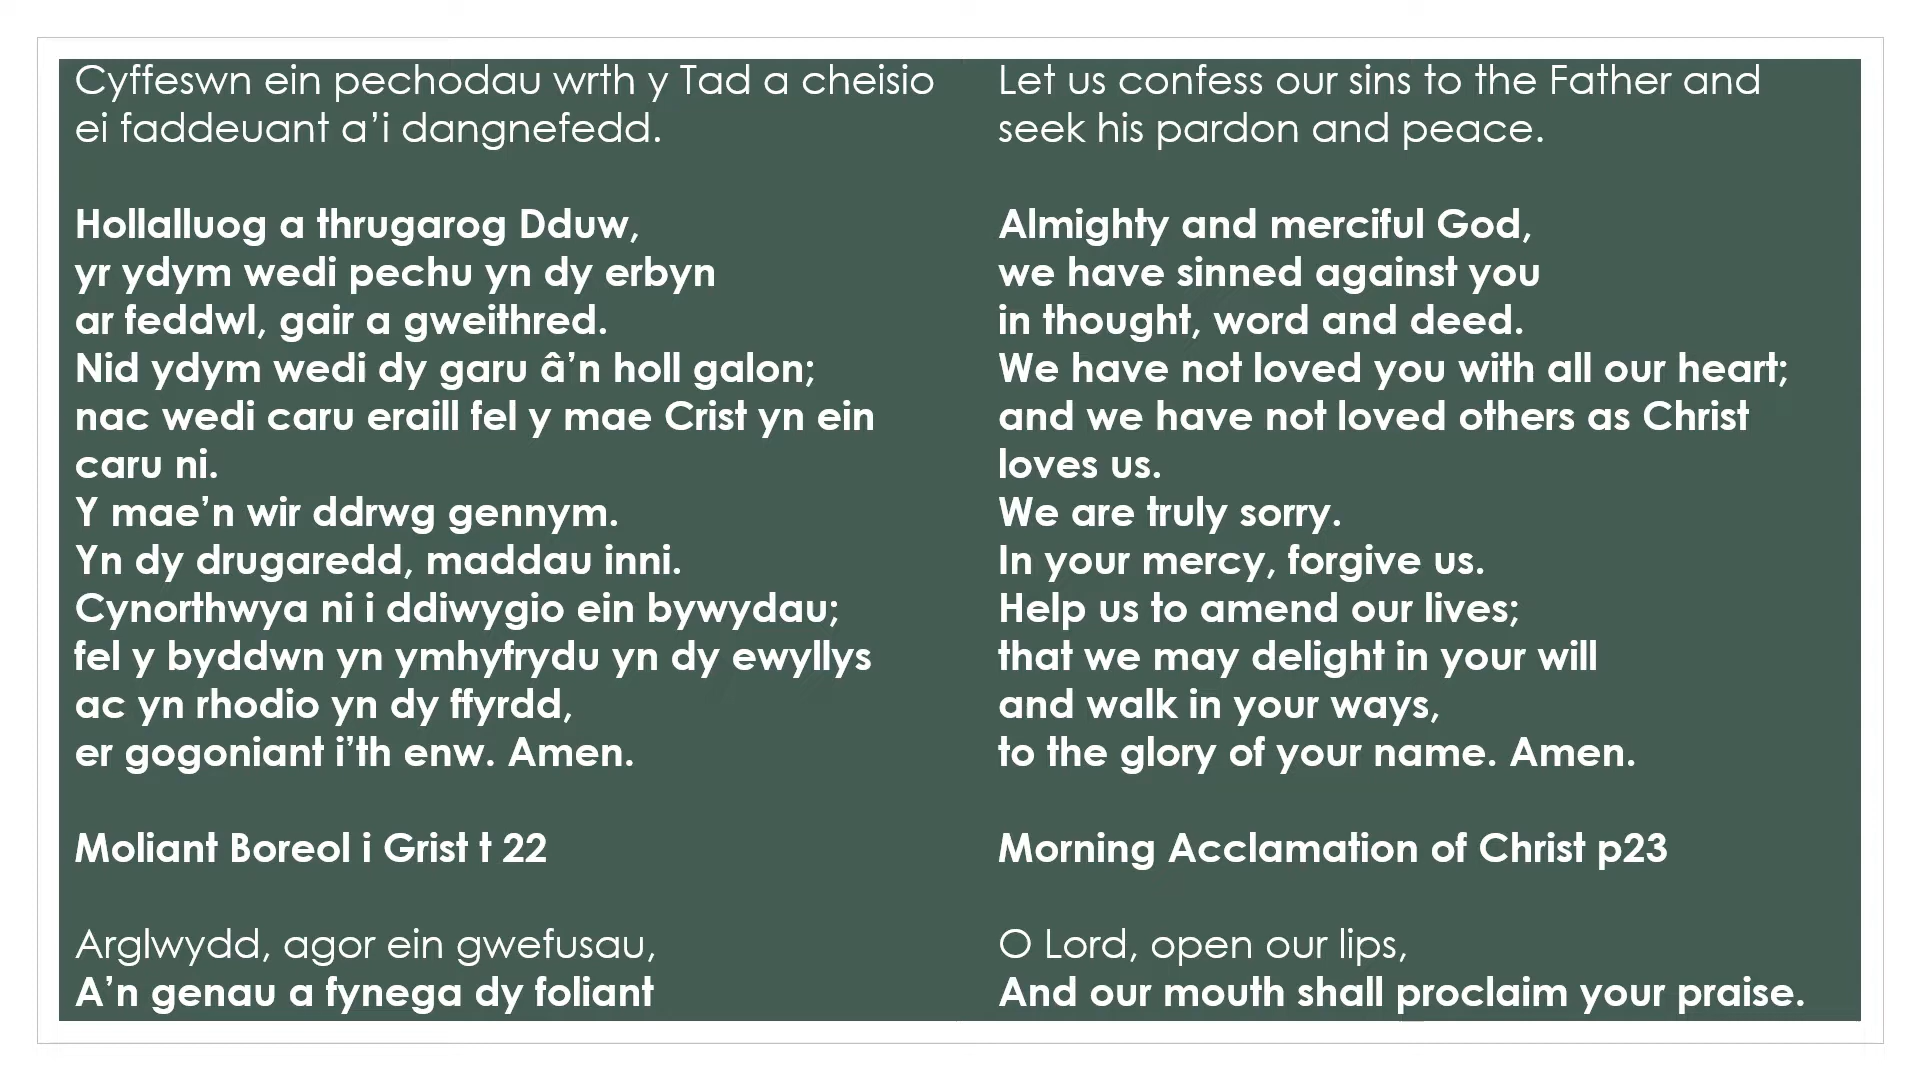 Cyffeswn ein pechodau wrth y Tad a cheisio
ei faddeuant a’i dangnefedd.
Hollalluog a thrugarog Dduw,
yr ydym wedi pechu yn dy erbyn
ar feddwl, gair a gweithred.
Nid ydym wedi dy garu â’n holl galon;
nac wedi caru eraill fel y mae Crist yn ein
caru ni.
Y mae’n wir ddrwg gennym.
Yn dy drugaredd, maddau inni.
Cynorthwya ni i ddiwygio ein bywydau;
fel y byddwn yn ymhyfrydu yn dy ewyllys
ac yn rhodio yn dy ffyrdd,
er gogoniant i’th enw. Amen.
Moliant Boreol i Grist t 22
Arglwydd, agor ein gwefusau,
A’n genau a fynega dy foliant
Let us confess our sins to the Father and
seek his pardon and peace.
Almighty and merciful God,
we have sinned against you
in thought, word and deed.
We have not loved you with all our heart;
and we have not loved others as Christ
loves us.
We are truly sorry.
In your mercy, forgive us.
Help us to amend our lives;
that we may delight in your will
and walk in your ways,
to the glory of your name. Amen.
Morning Acclamation of Christ p23
O Lord, open our lips,
And our mouth shall proclaim your praise.